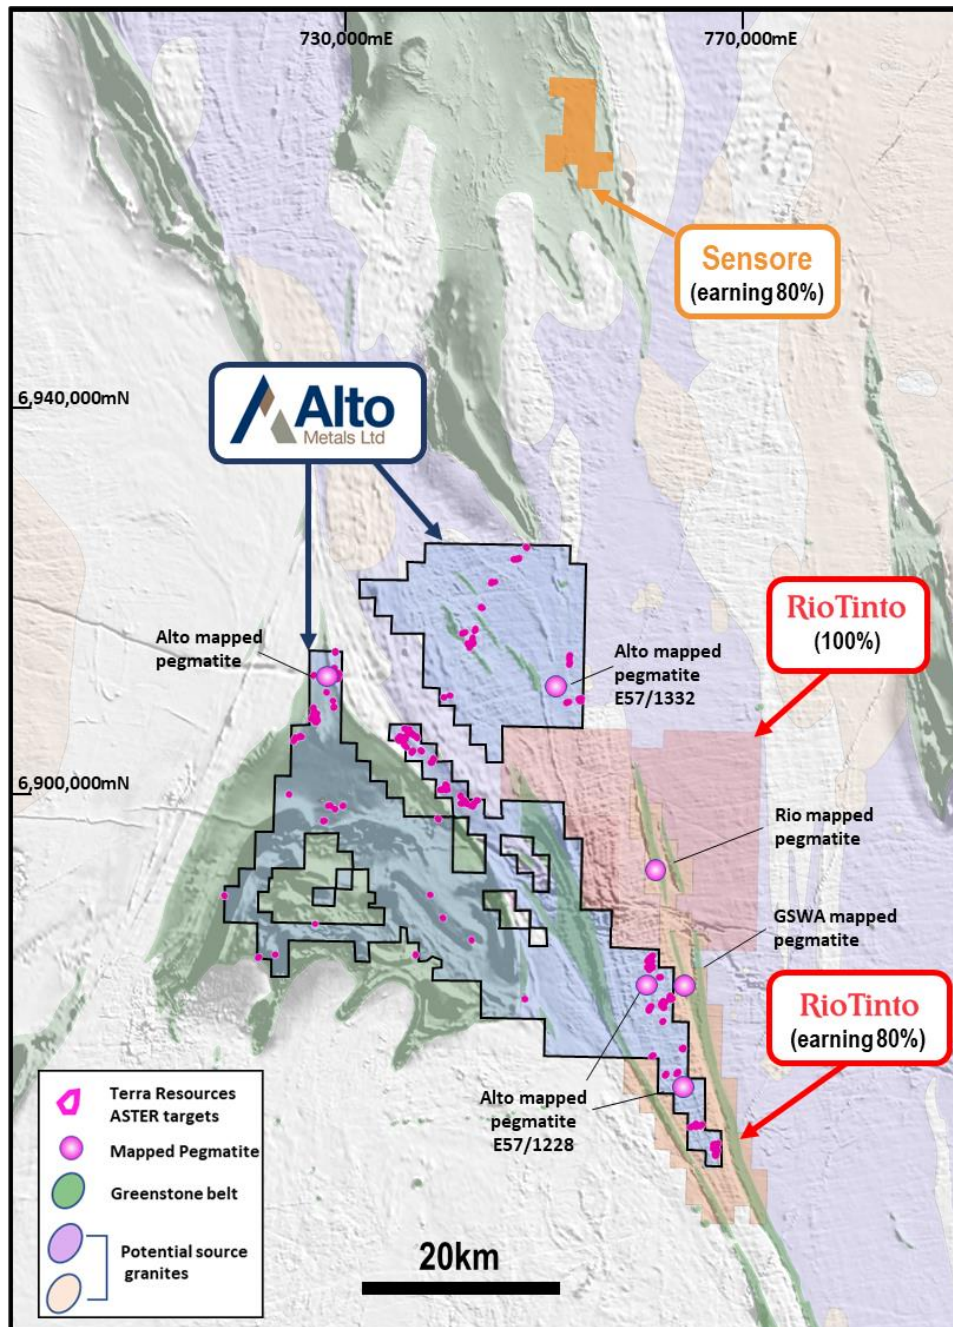 730,000mE
770,000mE
Sensore
(earning 80%)
6,940,000mN
Alto
Metals Ltd
RioTinto
(100%)
Alto mapped
pegmatite
Alto mapped
pegmatite
E57/1332
6,900,000mN
Rio mapped
pegmatite
GSWA mapped
pegmatite
RioTinto
(earning 80%)
Alto mapped
pegmatite
E57/1228
Terra Resources
ASTER targets
Mapped Pegmatite
Greenstone belt
Potential source
granites
20km